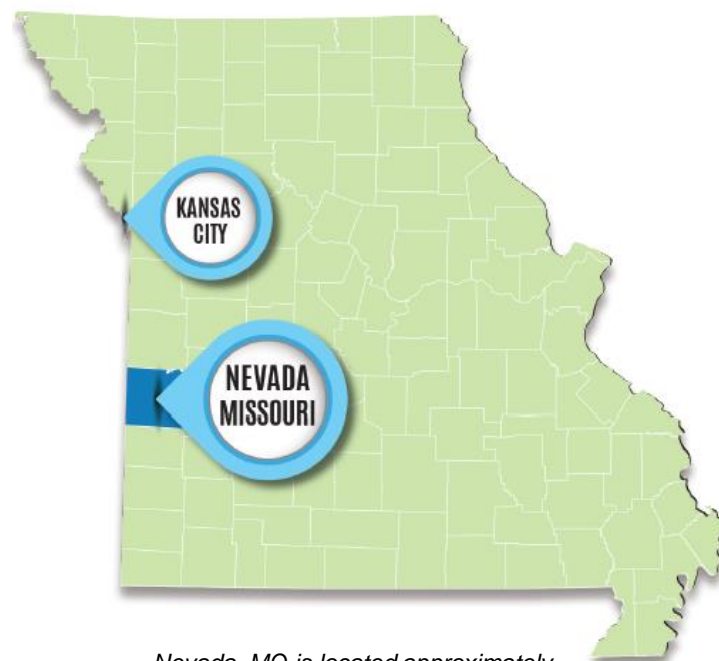 KANSAS
CITY
NEVADA
MISSOURI
Nevada, MO is located approximately